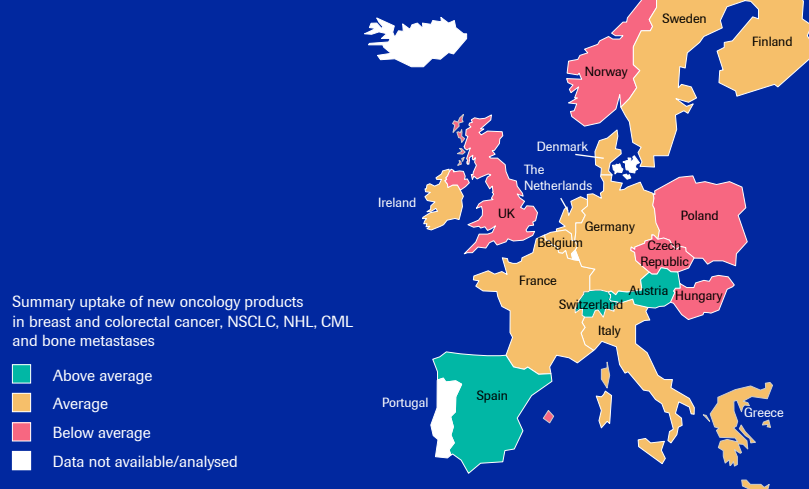 Sweden
Finland
Norway
Denmark
The
Netherlands
Ireland
UK
Poland
Germany
Belgium
Czech
Republic
France
Austria
Hungary
Switzerland
Italy
Summary uptake of new oncology products
in breast and colorectal cancer, NSCLC, NHL, CML
and bone metastases
Above average
Average
Below average
Data not available/analysed
Portugal
Spain
Greece